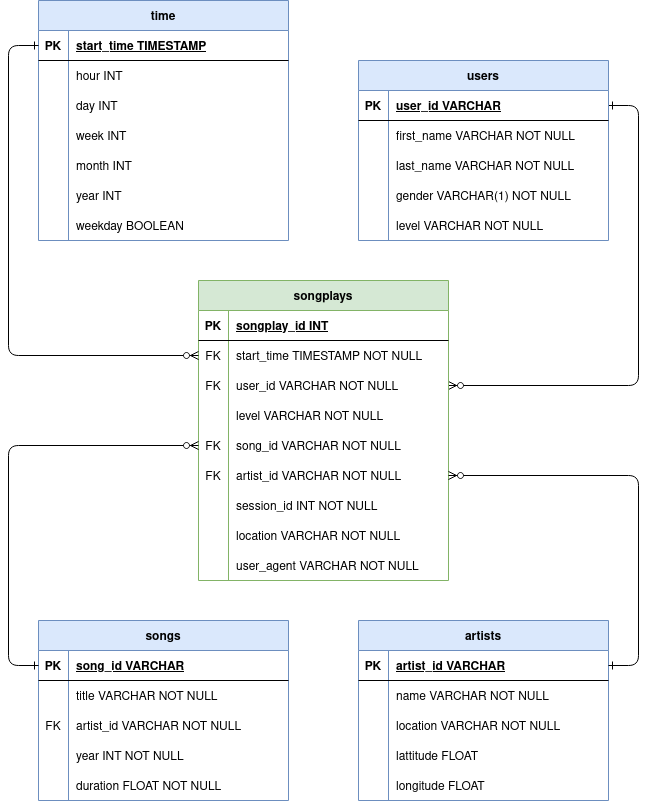 time
PK start_time TIMESTAMP
hour INT
day INT
week INT
month INT
year INT
weekday BOOLEAN
users
PK user_id VARCHAR
first_name VARCHAR NOT NULL
last_name VARCHAR NOT NULL
gender VARCHAR(1) NOT NULL
level VARCHAR NOT NULL
songplays
PK songplay_id INT
FK start_time TIMESTAMP NOT NULL
FK user_id VARCHAR NOT NULL
level VARCHAR NOT NULL
FK song_id VARCHAR NOT NULL
FK artist_id VARCHAR NOT NULL
session_id INT NOT NULL
location VARCHAR NOT NULL
user_agent VARCHAR NOT NULL
songs
PK song_id VARCHAR
title VARCHAR NOT NULL
FK artist_id VARCHAR NOT NULL
year INT NOT NULL
duration FLOAT NOT NULL
artists
PK artist_id VARCHAR
name VARCHAR NOT NULL
location VARCHAR NOT NULL
lattitude FLOAT
longitude FLOAT